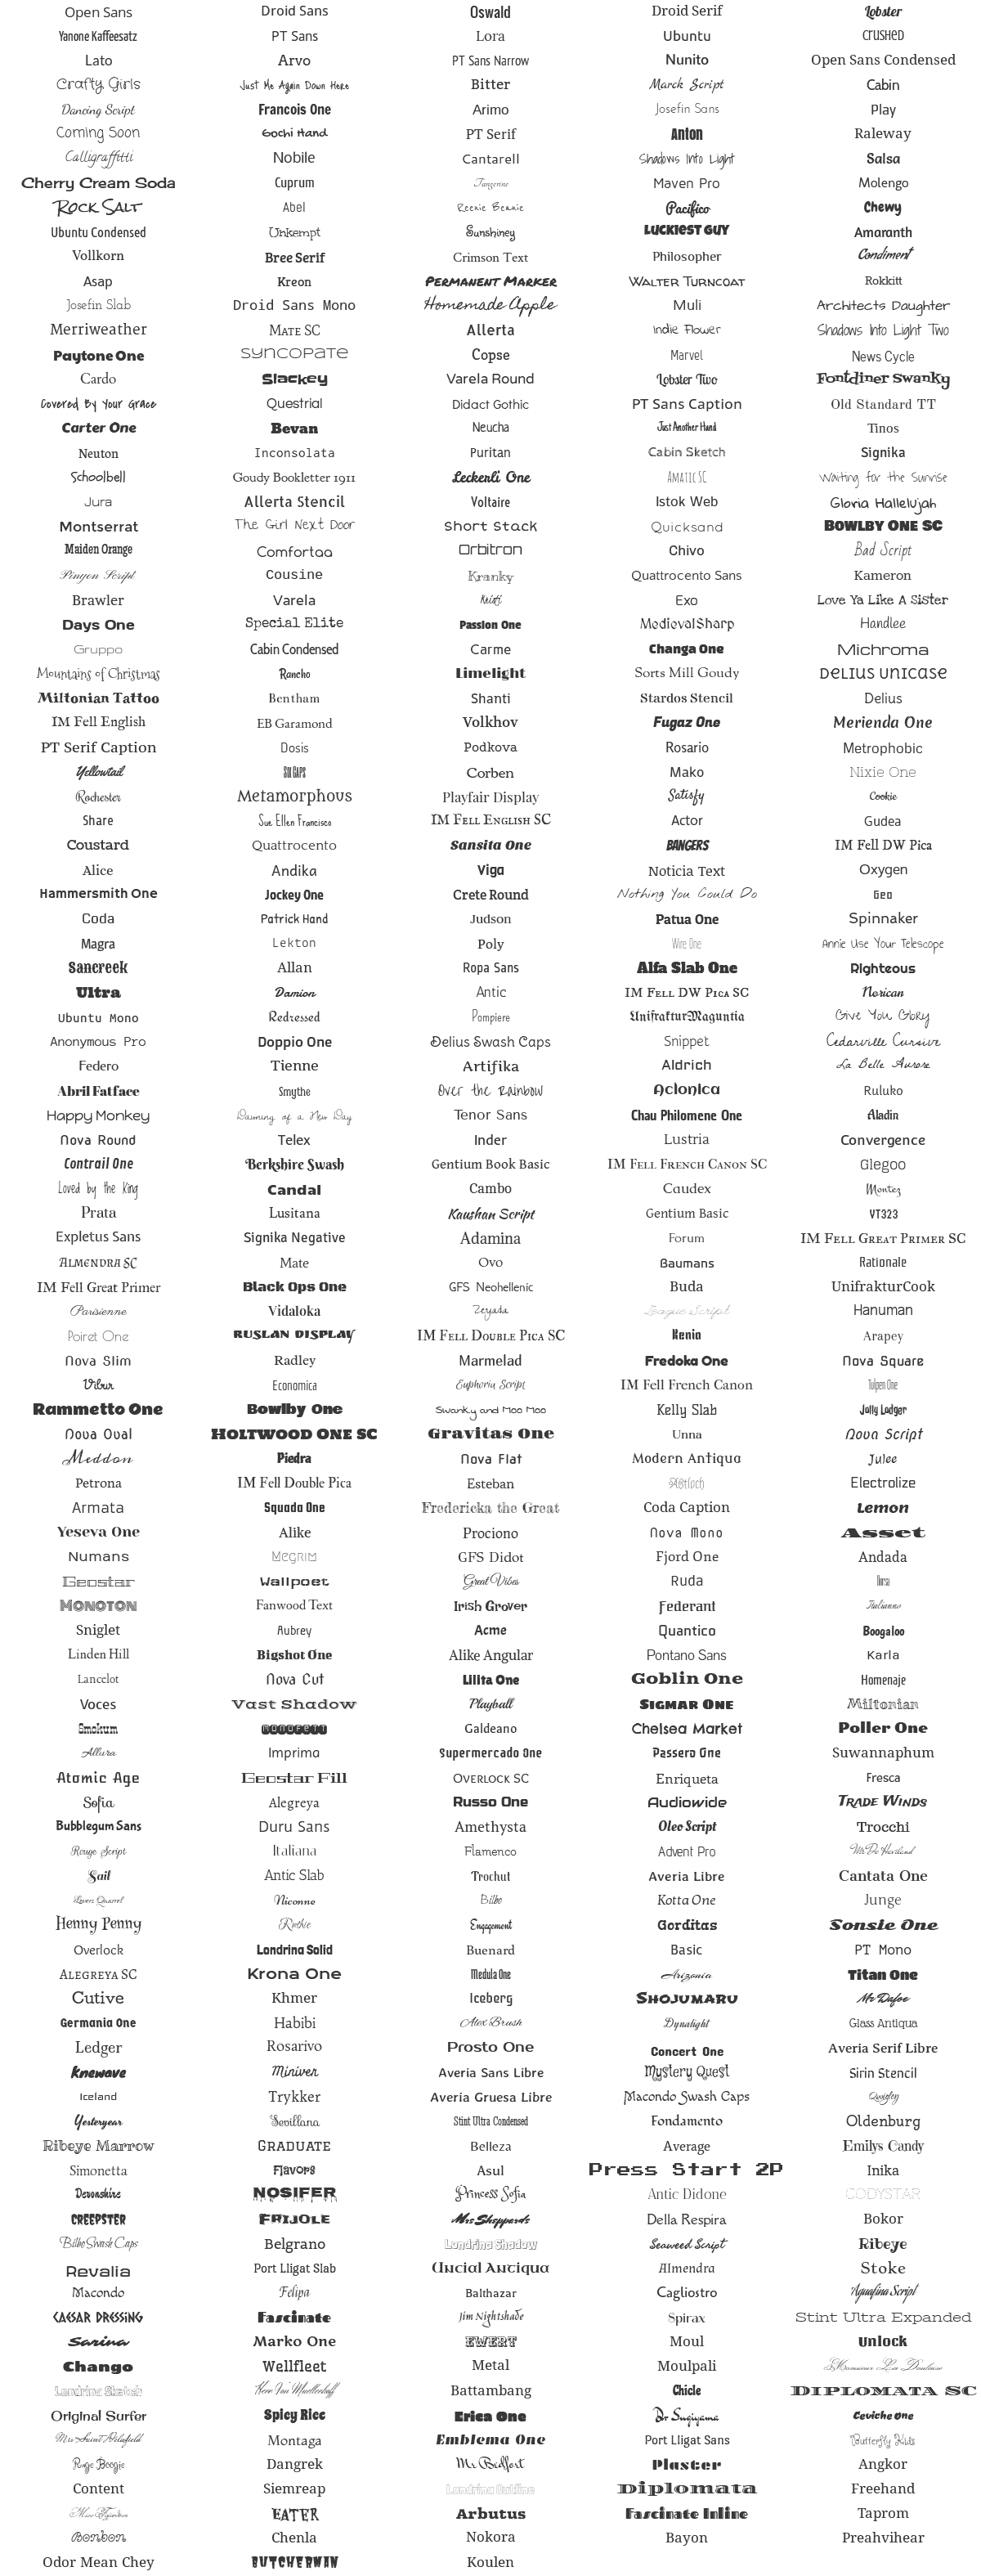 Open Sans Droid Sans Oswald Droid Serif Lobster
Yanone Kaffeesatz PT Sans Lora Ubuntu Crushed
Lato Arvo PT Sans Narrow Nunito Open Sans Condensed
Crafty Girls Just Me Again Down Here Bitter Marck Script Cabin
Dancing Script Francois One Arimo Josefin Sans Play
Coming Soon Gochi Hand PT Serif Anton Raleway
Calligraffitti Nobile Cantarell Shadows Into Light Salsa
Cherry Cream Soda Cuprum Tangerine Maven Pro Molengo
Rock Salt Abel Reenie Beanie Pacifico Chewy
Ubuntu Condensed Unkempt Sunshiney Luckiest Guy Amaranth
Vollkorn Bree Serif Crimson Text Philosopher Condiment
Asap Kreon Permanent Marker Walter Turncoat Rokkitt
Josefin Slab Droid Sans Mono Homemade Apple Muli Architects Daughter
Merriweather Mate SC Allerta Indie Flower Shadows Into Light Two
Paytone One Syncopate Copse Marvel News Cycle
Cardo Slackey Varela Round Lobster Two Fontdiner Swanky
Covered By Your Grace Questrial Didact Gothic PT Sans Caption Old Standard TT
Carter One Bevan Neucha Just Another Hand Tinos
Neuton Inconsolata Puritan Cabin Sketch Signika
Schoolbell Goudy Bookletter 1911 Leckerli One Amatic SC Waiting for the Sunrise
Jura Allerta Stencil Voltaire Istok Web Gloria Hallelujah
Montserrat The Girl Next Door Short Stack Quicksand Bowlby One SC
Maiden Orange Comfortaa Orbitron Chivo Bad Script
Pinyon Script Cousine Kranky Quattrocento Sans Kameron
Brawler Varela Kristi Exo Love Ya Like A Sister
Days One Special Elite Passion One MedievalSharp Handlee
Gruppo Cabin Condensed Carme Changa One Michroma
Mountains of Christmas Rancho Limelight Sorts Mill Goudy Delius Unicase
Miltonian Tattoo Bentham Shanti Stardos Stencil Delius
IM Fell English EB Garamond Volkhov Fugaz One Merienda One
PT Serif Caption Dosis Podkova Rosario Metrophobic
Yellowtail Six Caps Corben Mako Nixie One
Rochester Metamorphous Playfair Display Satisfy Cookie
Share Sue Ellen Francisco IM Fell English SC Actor Gudea
Coustard Quattrocento Sansita One Bangers IM Fell DW Pica
Alice Andika Viga Noticia Text Oxygen
Hammersmith One Jockey One Crete Round Nothing You Could Do Geo
Coda Patrick Hand Judson Patua One Spinnaker
Magra Lekton Poly Wire One Annie Use Your Telescope
Sancreek Allan Ropa Sans Alfa Slab One Righteous
Ultra Damion Antic IM Fell DW Pica SC Norican
Ubuntu Mono Redressed Pompiere UnifrakturMaguntia Give You Glory
Anonymous Pro Doppio One Delius Swash Caps Snippet Cedarville Cursive
Federo Tienne Artifika Aldrich La Belle Aurore
Abril Fatface Smythe Over the Rainbow Aclonica Ruluko
Happy Monkey Dawning of a New Day Tenor Sans Chau Philomene One Aladin
Nova Round Telex Inder Lustria Convergence
Contrail One Berkshire Swash Gentium Book Basic IM Fell French Canon SC Glegoo
Loved by the King Candal Cambo Caudex Montez
Prata Lusitana Kaushan Script Gentium Basic VT323
Expletus Sans Signika Negative Adamina Forum IM Fell Great Primer SC
Almendra SC Mate Ovo Baumans Rationale
IM Fell Great Primer Black Ops One GFS Neohellenic Buda UnifrakturCook
Parisienne Vidaloka Zeyada League Script Hanuman
Poiret One Ruslan Display IM Fell Double Pica SC Kenia Arapey
Nova Slim Radley Marmelad Fredoka One Nova Square
Vibur Economica Euphoria Script IM Fell French Canon Tulpen One
Rammetto One Bowlby One Swanky and Moo Moo Kelly Slab Jolly Lodger
Nova Oval Holtwood One SC Gravitas One Unna Nova Script
Meddon Piedra Nova Flat Modern Antiqua Julee
Petrona IM Fell Double Pica Esteban Astloch Electrolize
Armata Squada One Fredericka the Great Coda Caption Lemon
Yeseva One Alike Prociono Nova Mono Asset
Numans Megrim GFS Didot Fjord One Andada
Geostar Wallpoet Great Vibes Ruda Dorsa
Monoton Fanwood Text Irish Grover Federant Italianno
Sniglet Aubrey Acme Quantico Boogaloo
Linden Hill Bigshot One Alike Angular Pontano Sans Karla
Lancelot Nova Cut Lilita One Goblin One Homenaje
Voces Vast Shadow Playball Sigmar One Miltonian
Smokum Monofett Galdeano Chelsea Market Poller One
Allura Imprima Supermercado One Passero One Suwannaphum
Atomic Age Geostar Fill Overlock SC Enriqueta Fresca
Sofia Alegreya Russo One Audiowide Trade Winds
Bubblegum Sans Duru Sans Amethysta Oleo Script Trocchi
Rouge Script Italiana Flamenco Advent Pro Mr De Haviland
Sail Antic Slab Trochut Averia Libre Cantata One
Lovers Quarrel Niconne Bilbo Kotta One Junge
Henny Penny Ruthie Engagement Gorditas Sonsie One
Overlock Londrina Solid Buenard Basic PT Mono
Alegreya SC Krona One Medula One Arizonia Titan One
Cutive Khmer Iceberg Shojumaru Mr Dafoe
Germania One Habibi Alex Brush Dynalight Glass Antiqua
Ledger Rosarivo Prosto One Concert One Averia Serif Libre
Knewave Miniver Averia Sans Libre Mystery Quest Sirin Stencil
Iceland Trykker Averia Gruesa Libre Macondo Swash Caps Quigley
Yesteryear Sevillana Stint Ultra Condensed Fondamento Oldenburg
Ribeye Marrow Graduate Belleza Average Emilys Candy
Simonetta Flavors Asul Press Start 2P Inika
Devonshire Nosifer Princess Sofia Antic Didone Codystar
Creepster Frijole Mrs Sheppards Della Respira Bokor
Bilbo Swash Caps Belgrano Londrina Shadow Seaweed Script Ribeye
Revalia Port Lligat Slab Uncial Antiqua Almendra Stoke
Macondo Felipa Balthazar Cagliostro Aguafina Script
Caesar Dressing Fascinate Jim Nightshade Spirax Stint Ultra Expanded
Sarina Marko One Ewert Moul Unlock
Chango Wellfleet Metal Moulpali Monsieur La Doulaise
Londrina Sketch Herr Von Muellerhoff Battambang Chicle Diplomata SC
Original Surfer Spicy Rice Erica One Dr Sugiyama Ceviche One
Mrs Saint Delafield Montaga Emblema One Port Lligat Sans Butterfly Kids
Ruge Boogie Dangrek Mr Bedfort Plaster Angkor
Content Siemreap Londrina Outline Diplomata Freehand
Miss Fajardose Eater Arbutus Fascinate Inline Taprom
Bonbon Chenla Nokora Bayon Preahvihear
Odor Mean Chey Butcherman Koulen